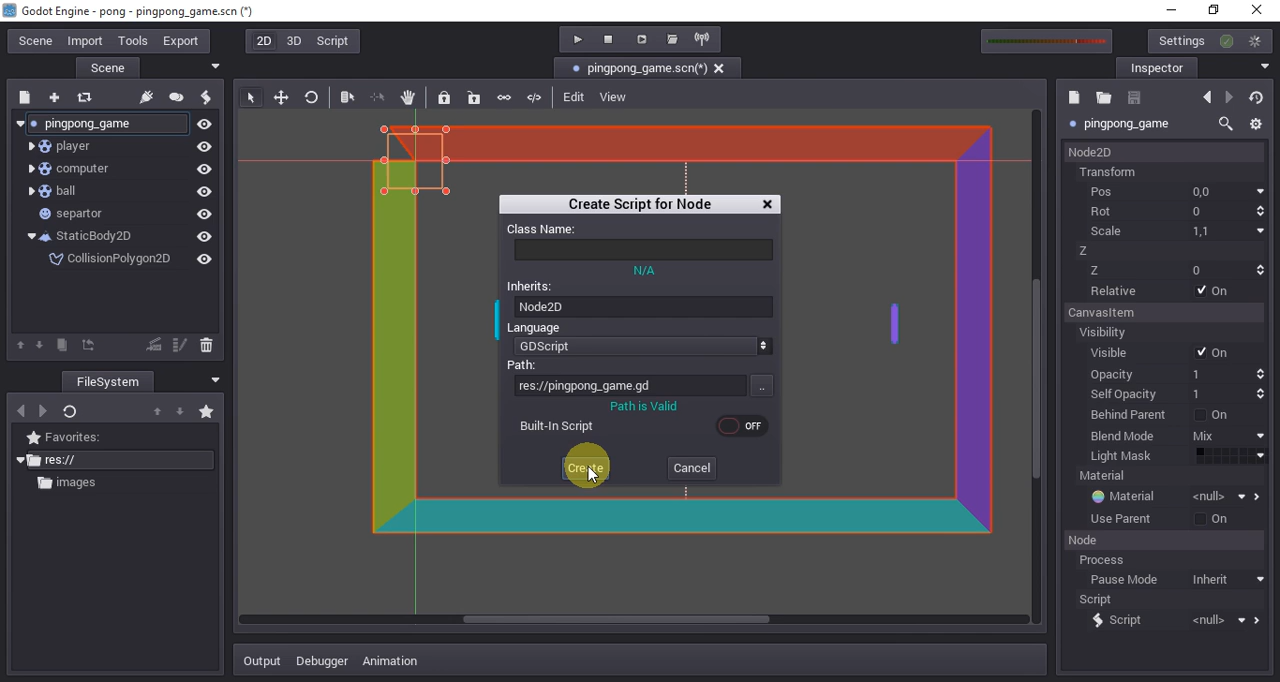 Godot Engine - pong - pingpong_game.scn (*)
Scene Import Tools Export 2D 3D Script Settings
Scene pingpong_game.scn(*) Inspector
Edit View
pingpong_game
player
computer
ball
separtor
StaticBody2D
CollisionPolygon2D
FileSystem
Favorites:
res://
images
Create Script for Node
Class Name:
N/A
Inherits:
Node2D
Language
GDScript
Path:
res://pingpong_game.gd ..
Path is Valid
Built-In Script OFF
Create Cancel
Output Debugger Animation
pingpong_game
Node2D
Transform
Pos 0,0
Rot 0
Scale 1,1
Z
Z 0
Relative On
CanvasItem
Visibility
Visible On
Opacity 1
Self Opacity 1
Behind Parent On
Blend Mode Mix
Light Mask
Material
Material <null>
Use Parent On
Node
Process
Pause Mode Inherit
Script
Script <null>